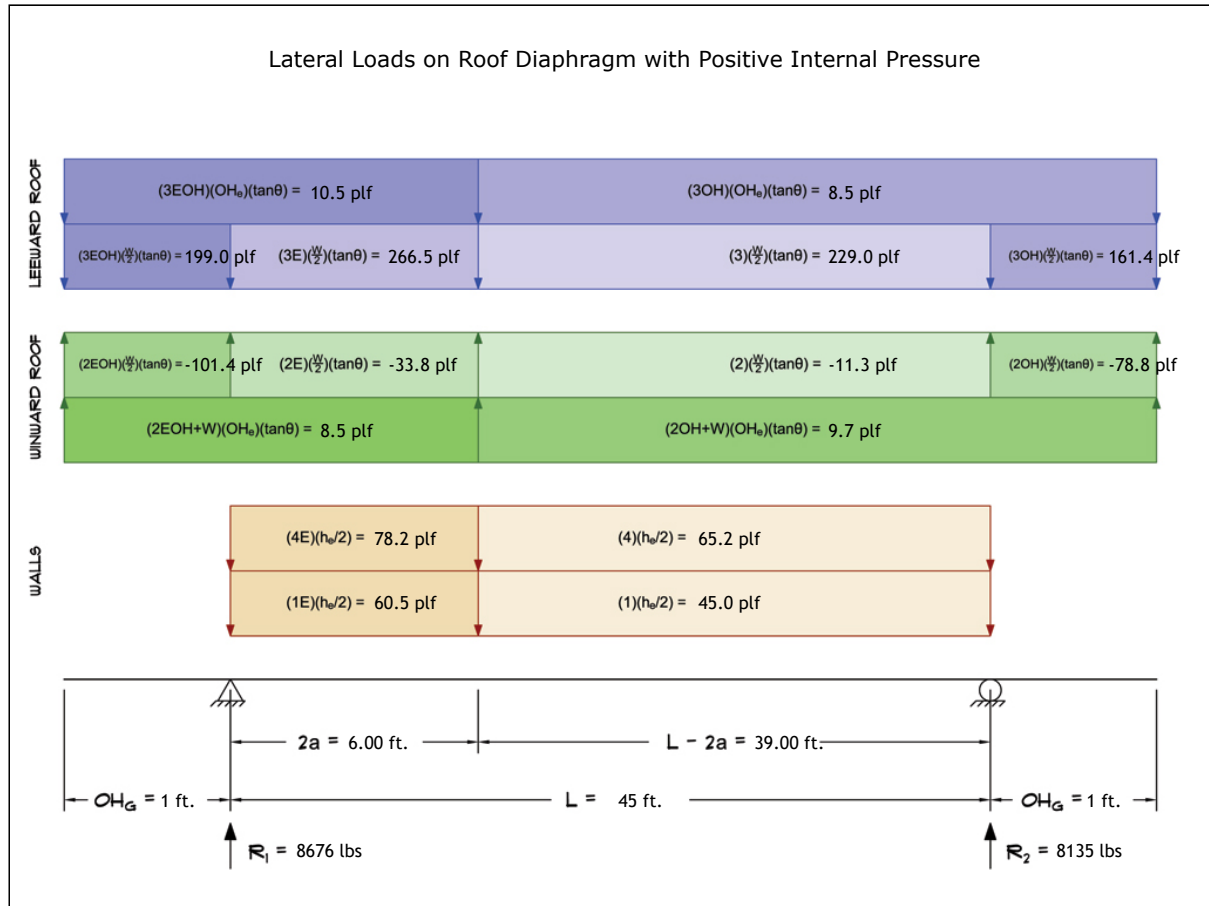 Lateral Loads on Roof Diaphragm with Positive Internal Pressure
LEEWARD ROOF
(3EOH)(OHₑ)(tanθ) = 10.5 plf
(3OH)(OHₑ)(tanθ) = 8.5 plf
(3EOH)(W/2)(tanθ) = 199.0 plf
(3E)(W/2)(tanθ) = 266.5 plf
(3)(W/2)(tanθ) = 229.0 plf
(3OH)(W/2)(tanθ) = 161.4 plf
WINWARD ROOF
(2EOH)(W/2)(tanθ) = -101.4 plf
(2E)(W/2)(tanθ) = -33.8 plf
(2)(W/2)(tanθ) = -11.3 plf
(2OH)(W/2)(tanθ) = -78.8 plf
(2EOH+W)(OHₑ)(tanθ) = 8.5 plf
(2OH+W)(OHₑ)(tanθ) = 9.7 plf
WALLS
(4E)(hₑ/2) = 78.2 plf
(4)(hₑ/2) = 65.2 plf
(1E)(hₑ/2) = 60.5 plf
(1)(hₑ/2) = 45.0 plf
2a = 6.00 ft.
L - 2a = 39.00 ft.
OH_G = 1 ft.
L = 45 ft.
OH_G = 1 ft.
R₁ = 8676 lbs
R₂ = 8135 lbs